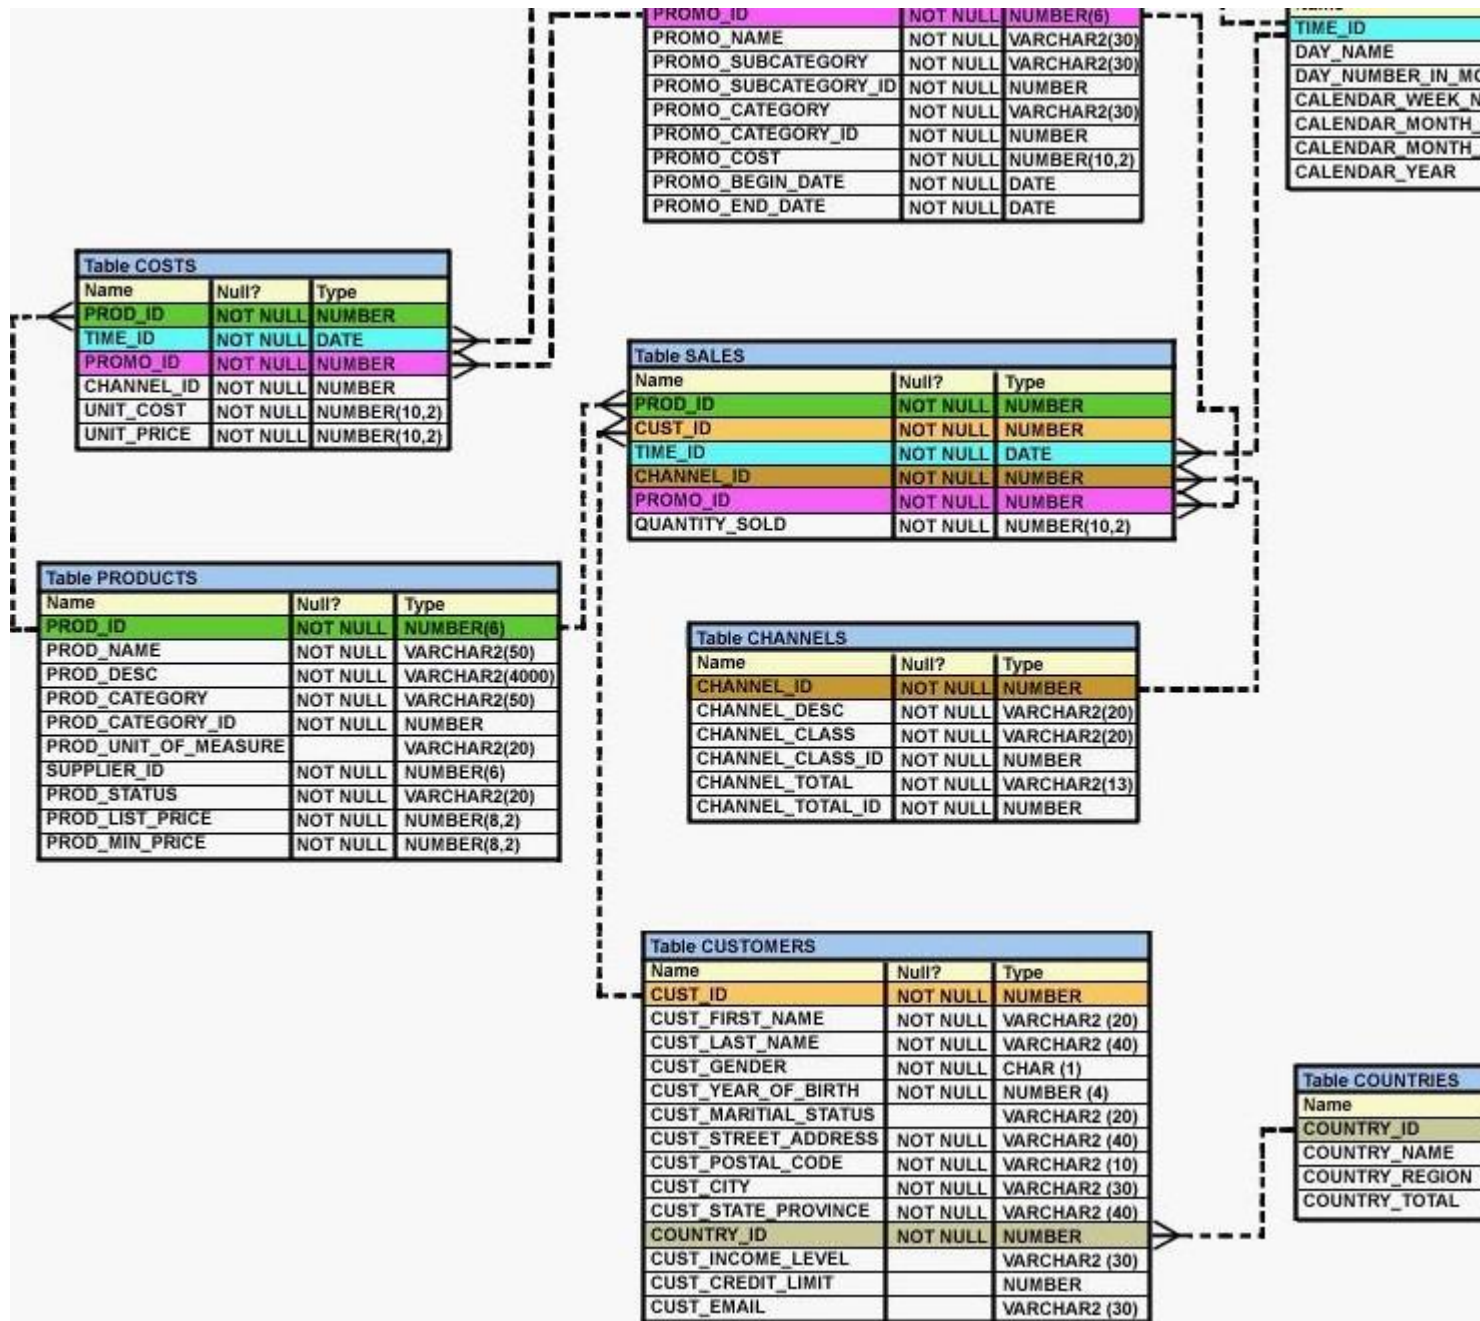 PROMO_ID NOT NULL NUMBER(6)
PROMO_NAME NOT NULL VARCHAR2(30)
PROMO_SUBCATEGORY NOT NULL VARCHAR2(30)
PROMO_SUBCATEGORY_ID NOT NULL NUMBER
PROMO_CATEGORY NOT NULL VARCHAR2(30)
PROMO_CATEGORY_ID NOT NULL NUMBER
PROMO_COST NOT NULL NUMBER(10,2)
PROMO_BEGIN_DATE NOT NULL DATE
PROMO_END_DATE NOT NULL DATE
TIME_ID
DAY_NAME
DAY_NUMBER_IN_MO
CALENDAR_WEEK_N
CALENDAR_MONTH_
CALENDAR_MONTH_
CALENDAR_YEAR
Table COSTS
Name Null? Type
PROD_ID NOT NULL NUMBER
TIME_ID NOT NULL DATE
PROMO_ID NOT NULL NUMBER
CHANNEL_ID NOT NULL NUMBER
UNIT_COST NOT NULL NUMBER(10,2)
UNIT_PRICE NOT NULL NUMBER(10,2)
Table SALES
Name Null? Type
PROD_ID NOT NULL NUMBER
CUST_ID NOT NULL NUMBER
TIME_ID NOT NULL DATE
CHANNEL_ID NOT NULL NUMBER
PROMO_ID NOT NULL NUMBER
QUANTITY_SOLD NOT NULL NUMBER(10,2)
Table PRODUCTS
Name Null? Type
PROD_ID NOT NULL NUMBER(6)
PROD_NAME NOT NULL VARCHAR2(50)
PROD_DESC NOT NULL VARCHAR2(4000)
PROD_CATEGORY NOT NULL VARCHAR2(50)
PROD_CATEGORY_ID NOT NULL NUMBER
PROD_UNIT_OF_MEASURE VARCHAR2(20)
SUPPLIER_ID NOT NULL NUMBER(6)
PROD_STATUS NOT NULL VARCHAR2(20)
PROD_LIST_PRICE NOT NULL NUMBER(8,2)
PROD_MIN_PRICE NOT NULL NUMBER(8,2)
Table CHANNELS
Name Null? Type
CHANNEL_ID NOT NULL NUMBER
CHANNEL_DESC NOT NULL VARCHAR2(20)
CHANNEL_CLASS NOT NULL VARCHAR2(20)
CHANNEL_CLASS_ID NOT NULL NUMBER
CHANNEL_TOTAL NOT NULL VARCHAR2(13)
CHANNEL_TOTAL_ID NOT NULL NUMBER
Table CUSTOMERS
Name Null? Type
CUST_ID NOT NULL NUMBER
CUST_FIRST_NAME NOT NULL VARCHAR2 (20)
CUST_LAST_NAME NOT NULL VARCHAR2 (40)
CUST_GENDER NOT NULL CHAR (1)
CUST_YEAR_OF_BIRTH NOT NULL NUMBER (4)
CUST_MARITIAL_STATUS VARCHAR2 (20)
CUST_STREET_ADDRESS NOT NULL VARCHAR2 (40)
CUST_POSTAL_CODE NOT NULL VARCHAR2 (10)
CUST_CITY NOT NULL VARCHAR2 (30)
CUST_STATE_PROVINCE NOT NULL VARCHAR2 (40)
COUNTRY_ID NOT NULL NUMBER
CUST_INCOME_LEVEL VARCHAR2 (30)
CUST_CREDIT_LIMIT NUMBER
CUST_EMAIL VARCHAR2 (30)
Table COUNTRIES
Name
COUNTRY_ID
COUNTRY_NAME
COUNTRY_REGION
COUNTRY_TOTAL